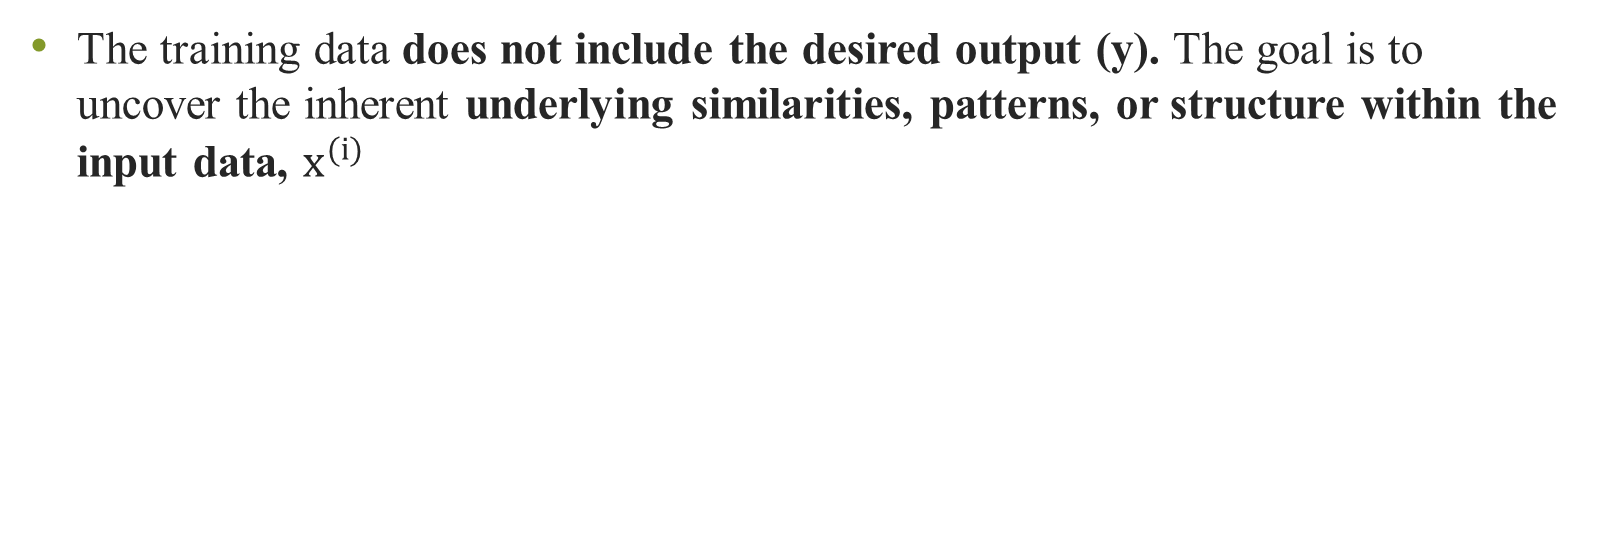 • The training data does not include the desired output (y). The goal is to
uncover the inherent underlying similarities, patterns, or structure within the
input data, x⁽ⁱ⁾